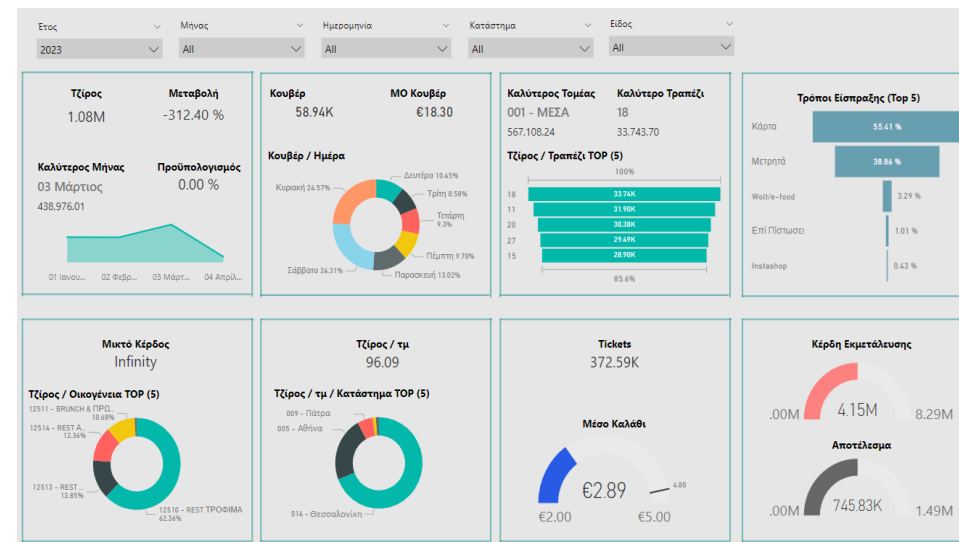 Έτος
Μήνας
Ημερομηνία
Κατάστημα
Είδος
2023
All
All
All
All
Τζίρος
Μεταβολή
1.08M
-312.40 %
Καλύτερος Μήνας
Προϋπολογισμός
03 Μάρτιος
0.00 %
438,976.01
01 Ιανου...
02 Φεβρ...
03 Μάρτ...
04 Απρίλ...
Κουβέρ
ΜΟ Κουβέρ
58.94K
€18.30
Κουβέρ / Ημέρα
Δευτέρα 10.45%
Κυριακή 24.57%
Τρίτη 8.58%
Τετάρτη
9.3%
Πέμπτη 9.78%
Σάββατο 24.31%
Παρασκευή 13.02%
Καλύτερος Τομέας
Καλύτερο Τραπέζι
001 - ΜΕΣΑ
18
567,108.24
33,743.70
Τζίρος / Τραπέζι TOP (5)
100%
18
33.74K
11
31.90K
20
30.38K
27
29.49K
15
28.90K
85.6%
Τρόποι Είσπραξης (Top 5)
Κάρτα
55.41 %
Μετρητά
38.86 %
Wolt/e-food
3.29 %
Επί Πίστωσει
1.01 %
Instashop
0.43 %
Μικτό Κέρδος
Infinity
Τζίρος / Οικογένεια TOP (5)
12511 - BRUNCH & ΠΡΩ...
10.68%
12514 - REST Α...
12.36%
12513 - REST ...
13.85%
12510 - REST ΤΡΟΦΙΜΑ
62.36%
Τζίρος / τμ
96.09
Τζίρος / τμ / Κατάστημα TOP (5)
009 - Πάτρα
005 - Αθήνα
014 - Θεσσαλονίκη
Tickets
372.59K
Μέσο Καλάθι
€2.89
4.80
€2.00
€5.00
Κέρδη Εκμετάλευσης
4.15M
.00M
8.29M
Αποτέλεσμα
745.83K
.00M
1.49M